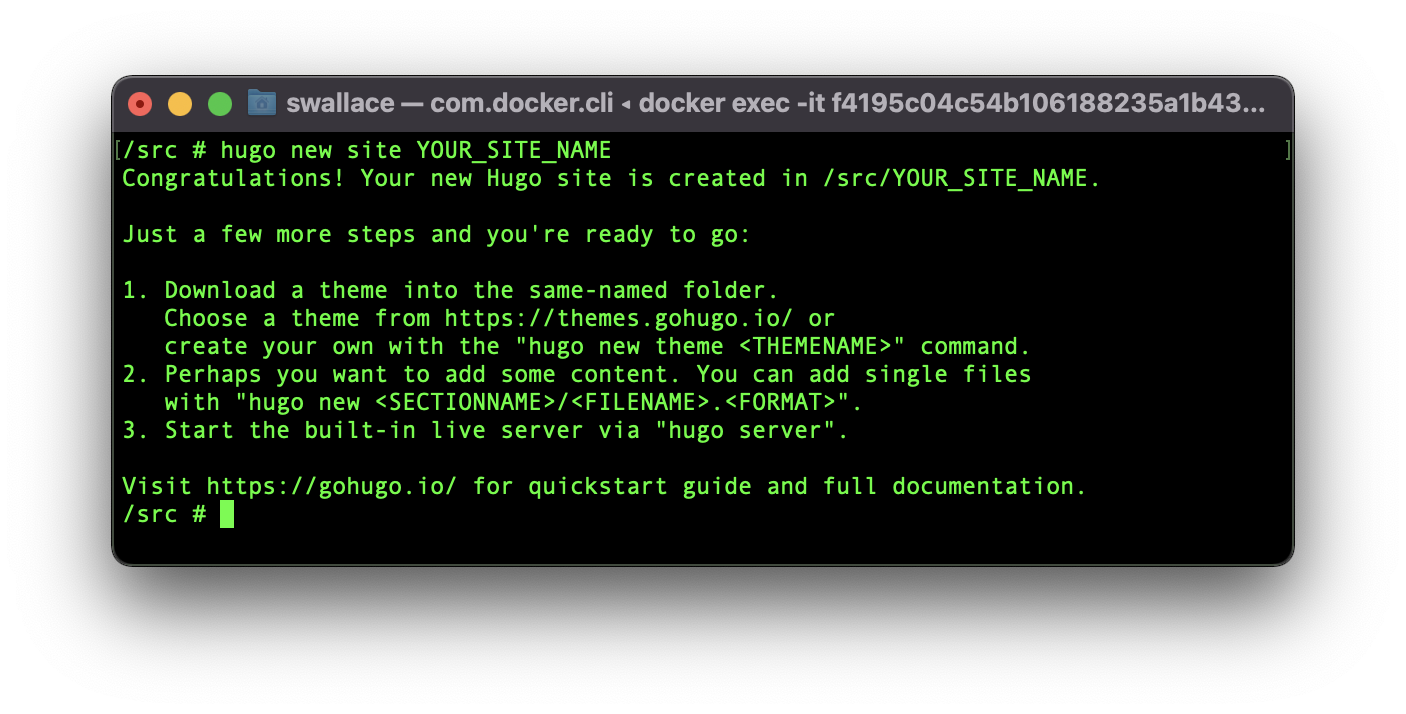 swallace — com.docker.cli ◂ docker exec -it f4195c04c54b106188235a1b43...
[/src # hugo new site YOUR_SITE_NAME ]
Congratulations! Your new Hugo site is created in /src/YOUR_SITE_NAME.
Just a few more steps and you're ready to go:
1. Download a theme into the same-named folder.
Choose a theme from https://themes.gohugo.io/ or
create your own with the "hugo new theme <THEMENAME>" command.
2. Perhaps you want to add some content. You can add single files
with "hugo new <SECTIONNAME>/<FILENAME>.<FORMAT>".
3. Start the built-in live server via "hugo server".
Visit https://gohugo.io/ for quickstart guide and full documentation.
/src #